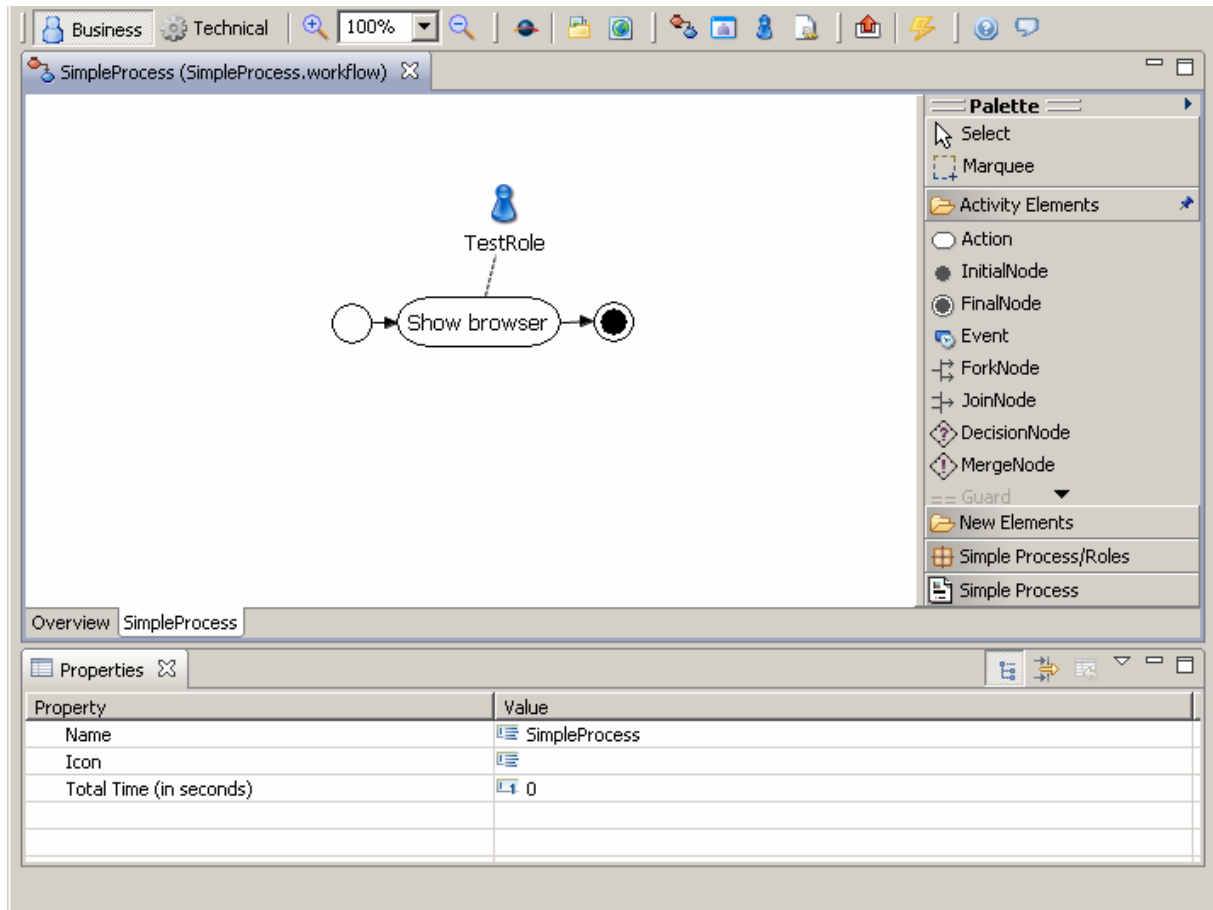 Business Technical 100%
SimpleProcess (SimpleProcess.workflow)
Palette
Select
Marquee
Activity Elements
Action
InitialNode
FinalNode
Event
ForkNode
JoinNode
DecisionNode
MergeNode
== Guard
New Elements
Simple Process/Roles
Simple Process
TestRole
Show browser
Overview SimpleProcess
Properties
Property Value
Name SimpleProcess
Icon
Total Time (in seconds) 0